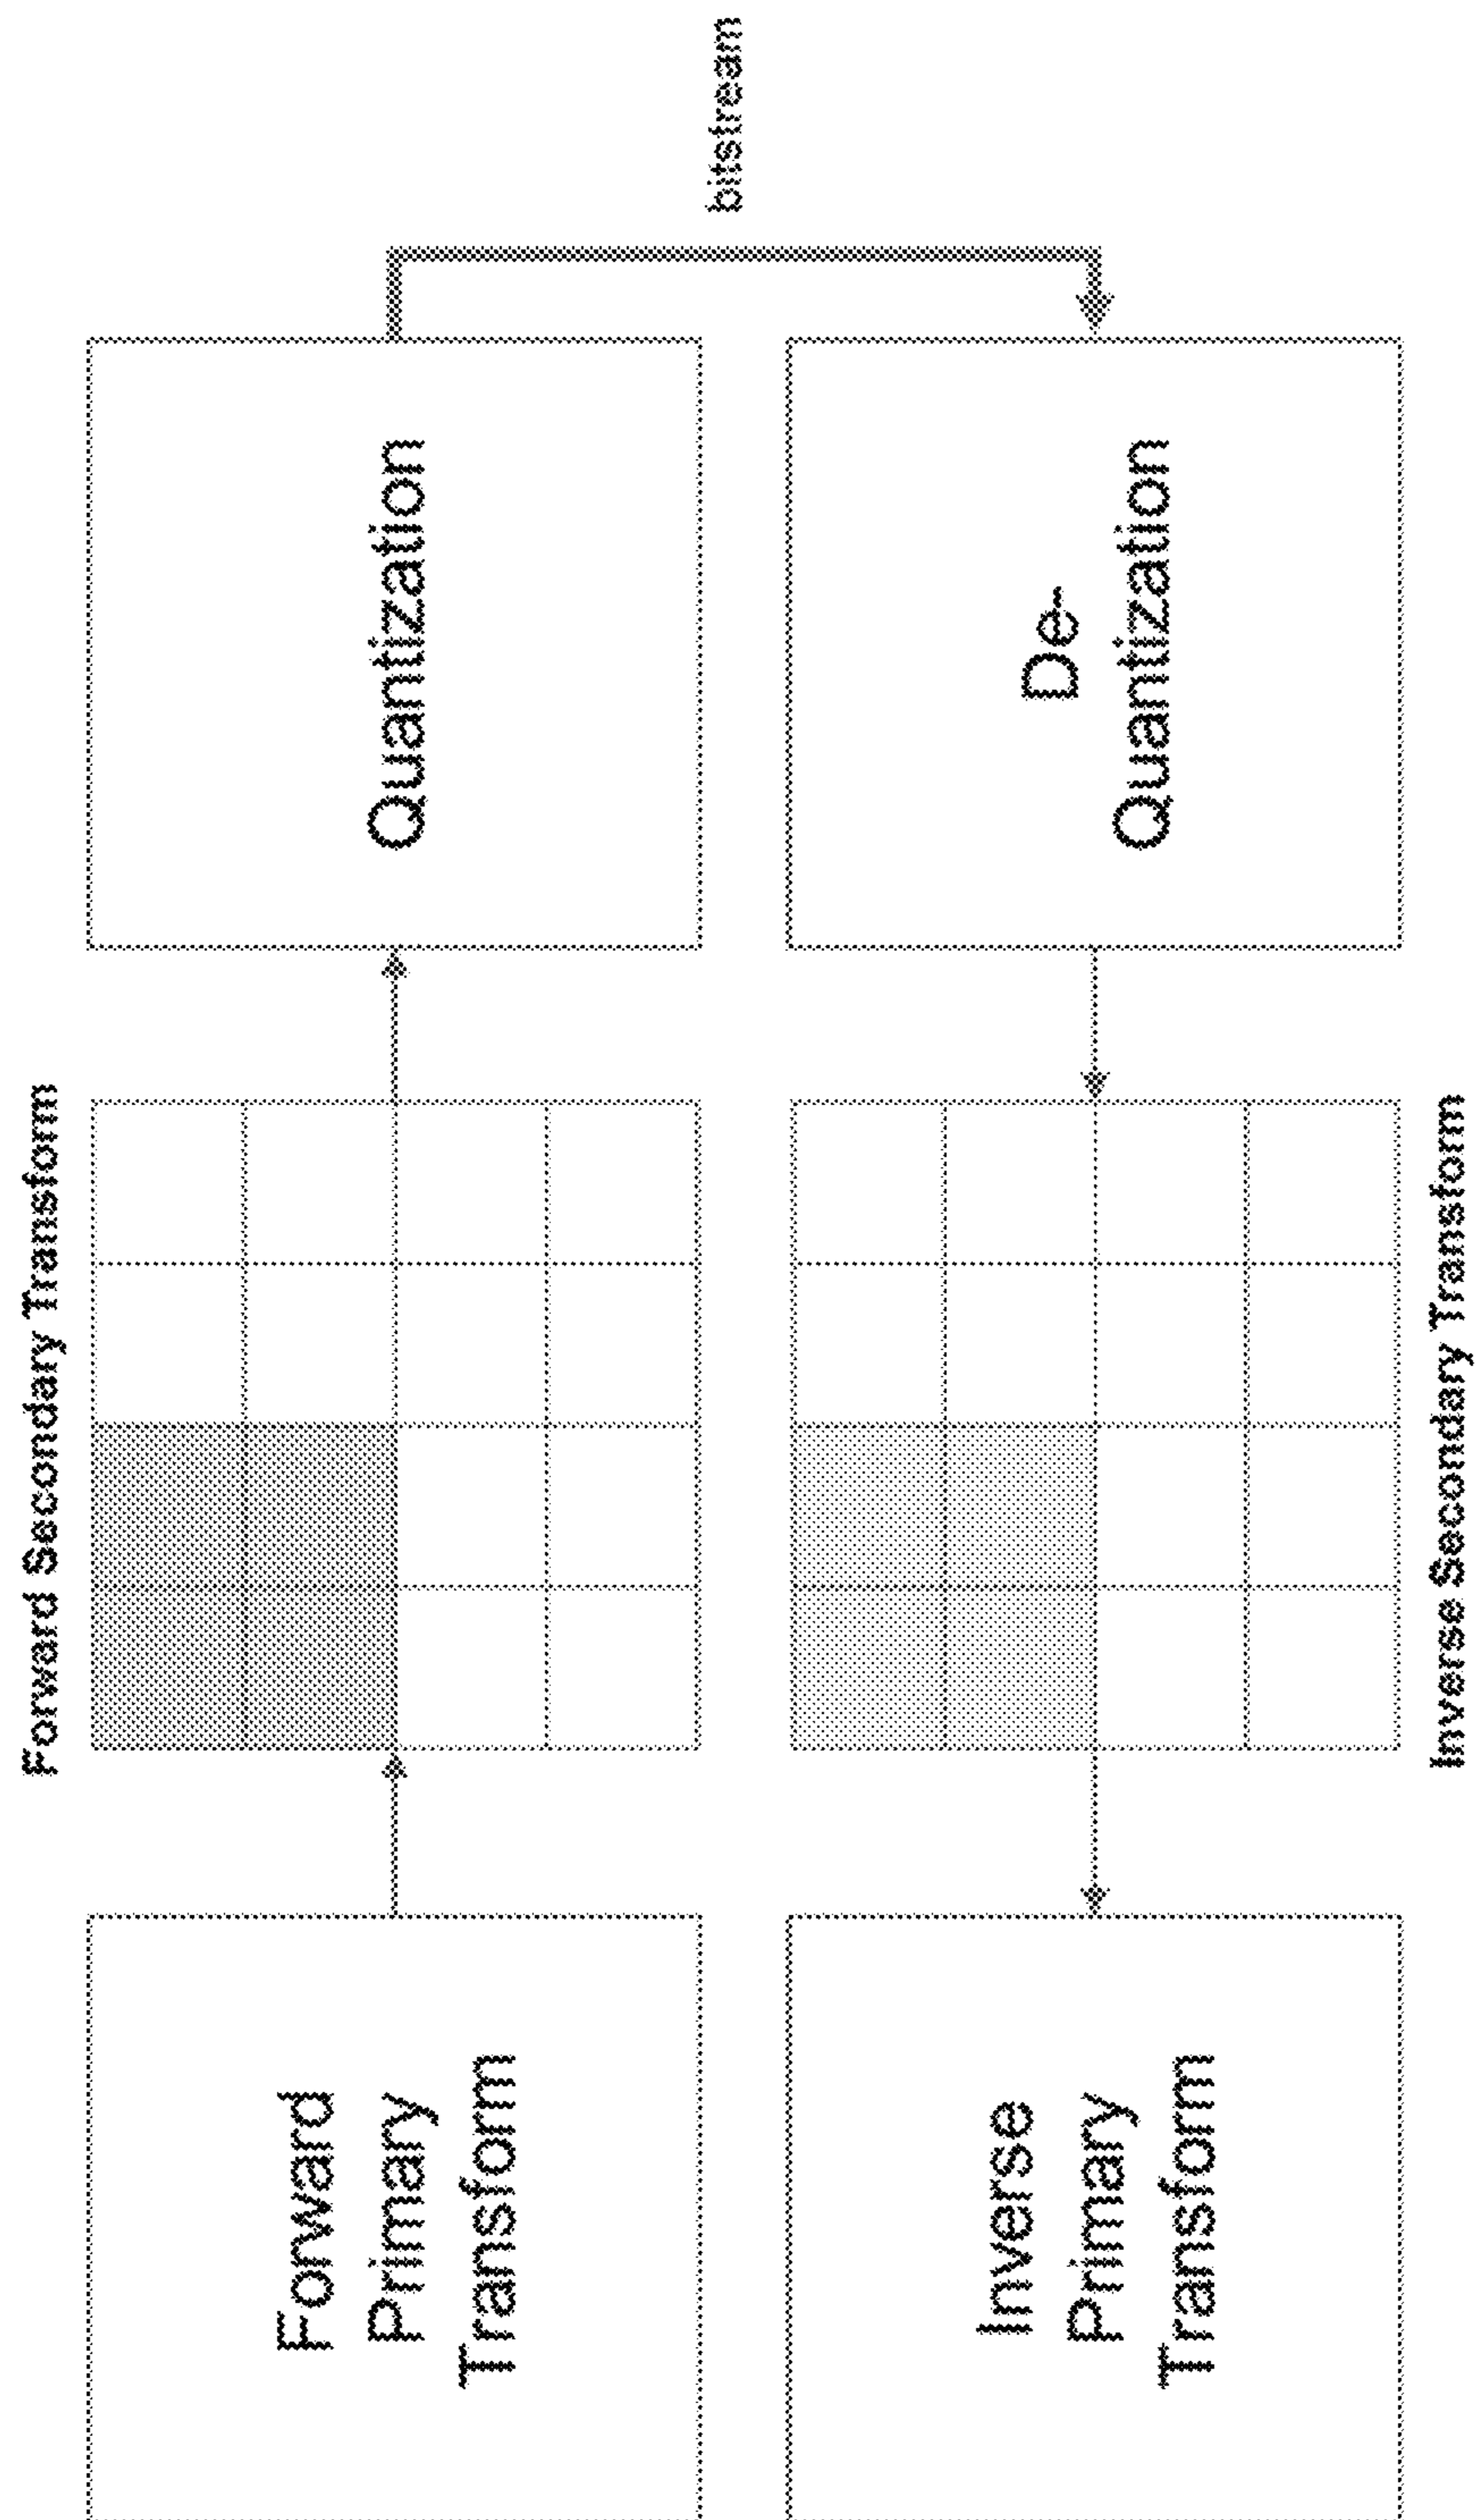 Forward Secondary Transform
Forward
Primary
Transform
Quantization
bitstream
Inverse
Primary
Transform
De-
Quantization
Inverse Secondary Transform